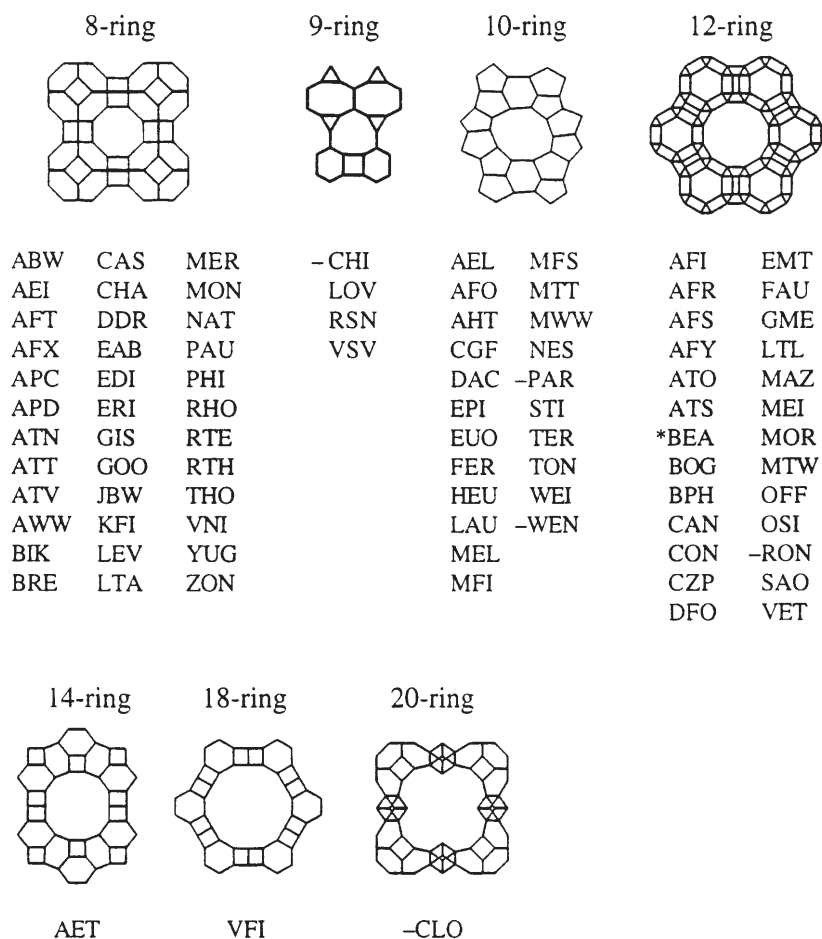 8-ring 9-ring 10-ring 12-ring
ABW CAS MER –CHI AEL MFS AFI EMT
AEI CHA MON LOV AFO MTT AFR FAU
AFT DDR NAT RSN AHT MWW AFS GME
AFX EAB PAU VSV CGF NES AFY LTL
APC EDI PHI DAC –PAR ATO MAZ
APD ERI RHO EPI STI ATS MEI
ATN GIS RTE EUO TER *BEA MOR
ATT GOO RTH FER TON BOG MTW
ATV JBW THO HEU WEI BPH OFF
AWW KFI VNI LAU –WEN CAN OSI
BIK LEV YUG MEL CON –RON
BRE LTA ZON MFI CZP SAO
DFO VET
14-ring 18-ring 20-ring
AET VFI –CLO